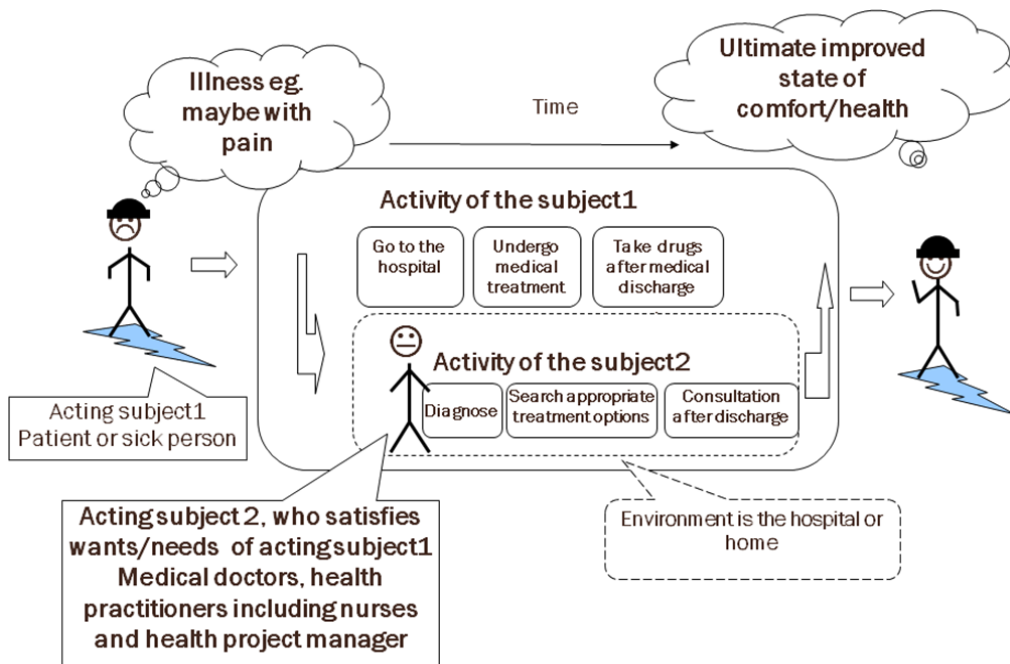 Illness eg.
maybe with
pain
Time
Ultimate improved
state of
comfort/health
Activity of the subject1
Go to the
hospital
Undergo
medical
treatment
Take drugs
after medical
discharge
Activity of the subject2
Diagnose
Search appropriate
treatment options
Consultation
after discharge
Acting subject1
Patient or sick person
Acting subject 2, who satisfies
wants/needs of acting subject1
Medical doctors, health
practitioners including nurses
and health project manager
Environment is the hospital or
home